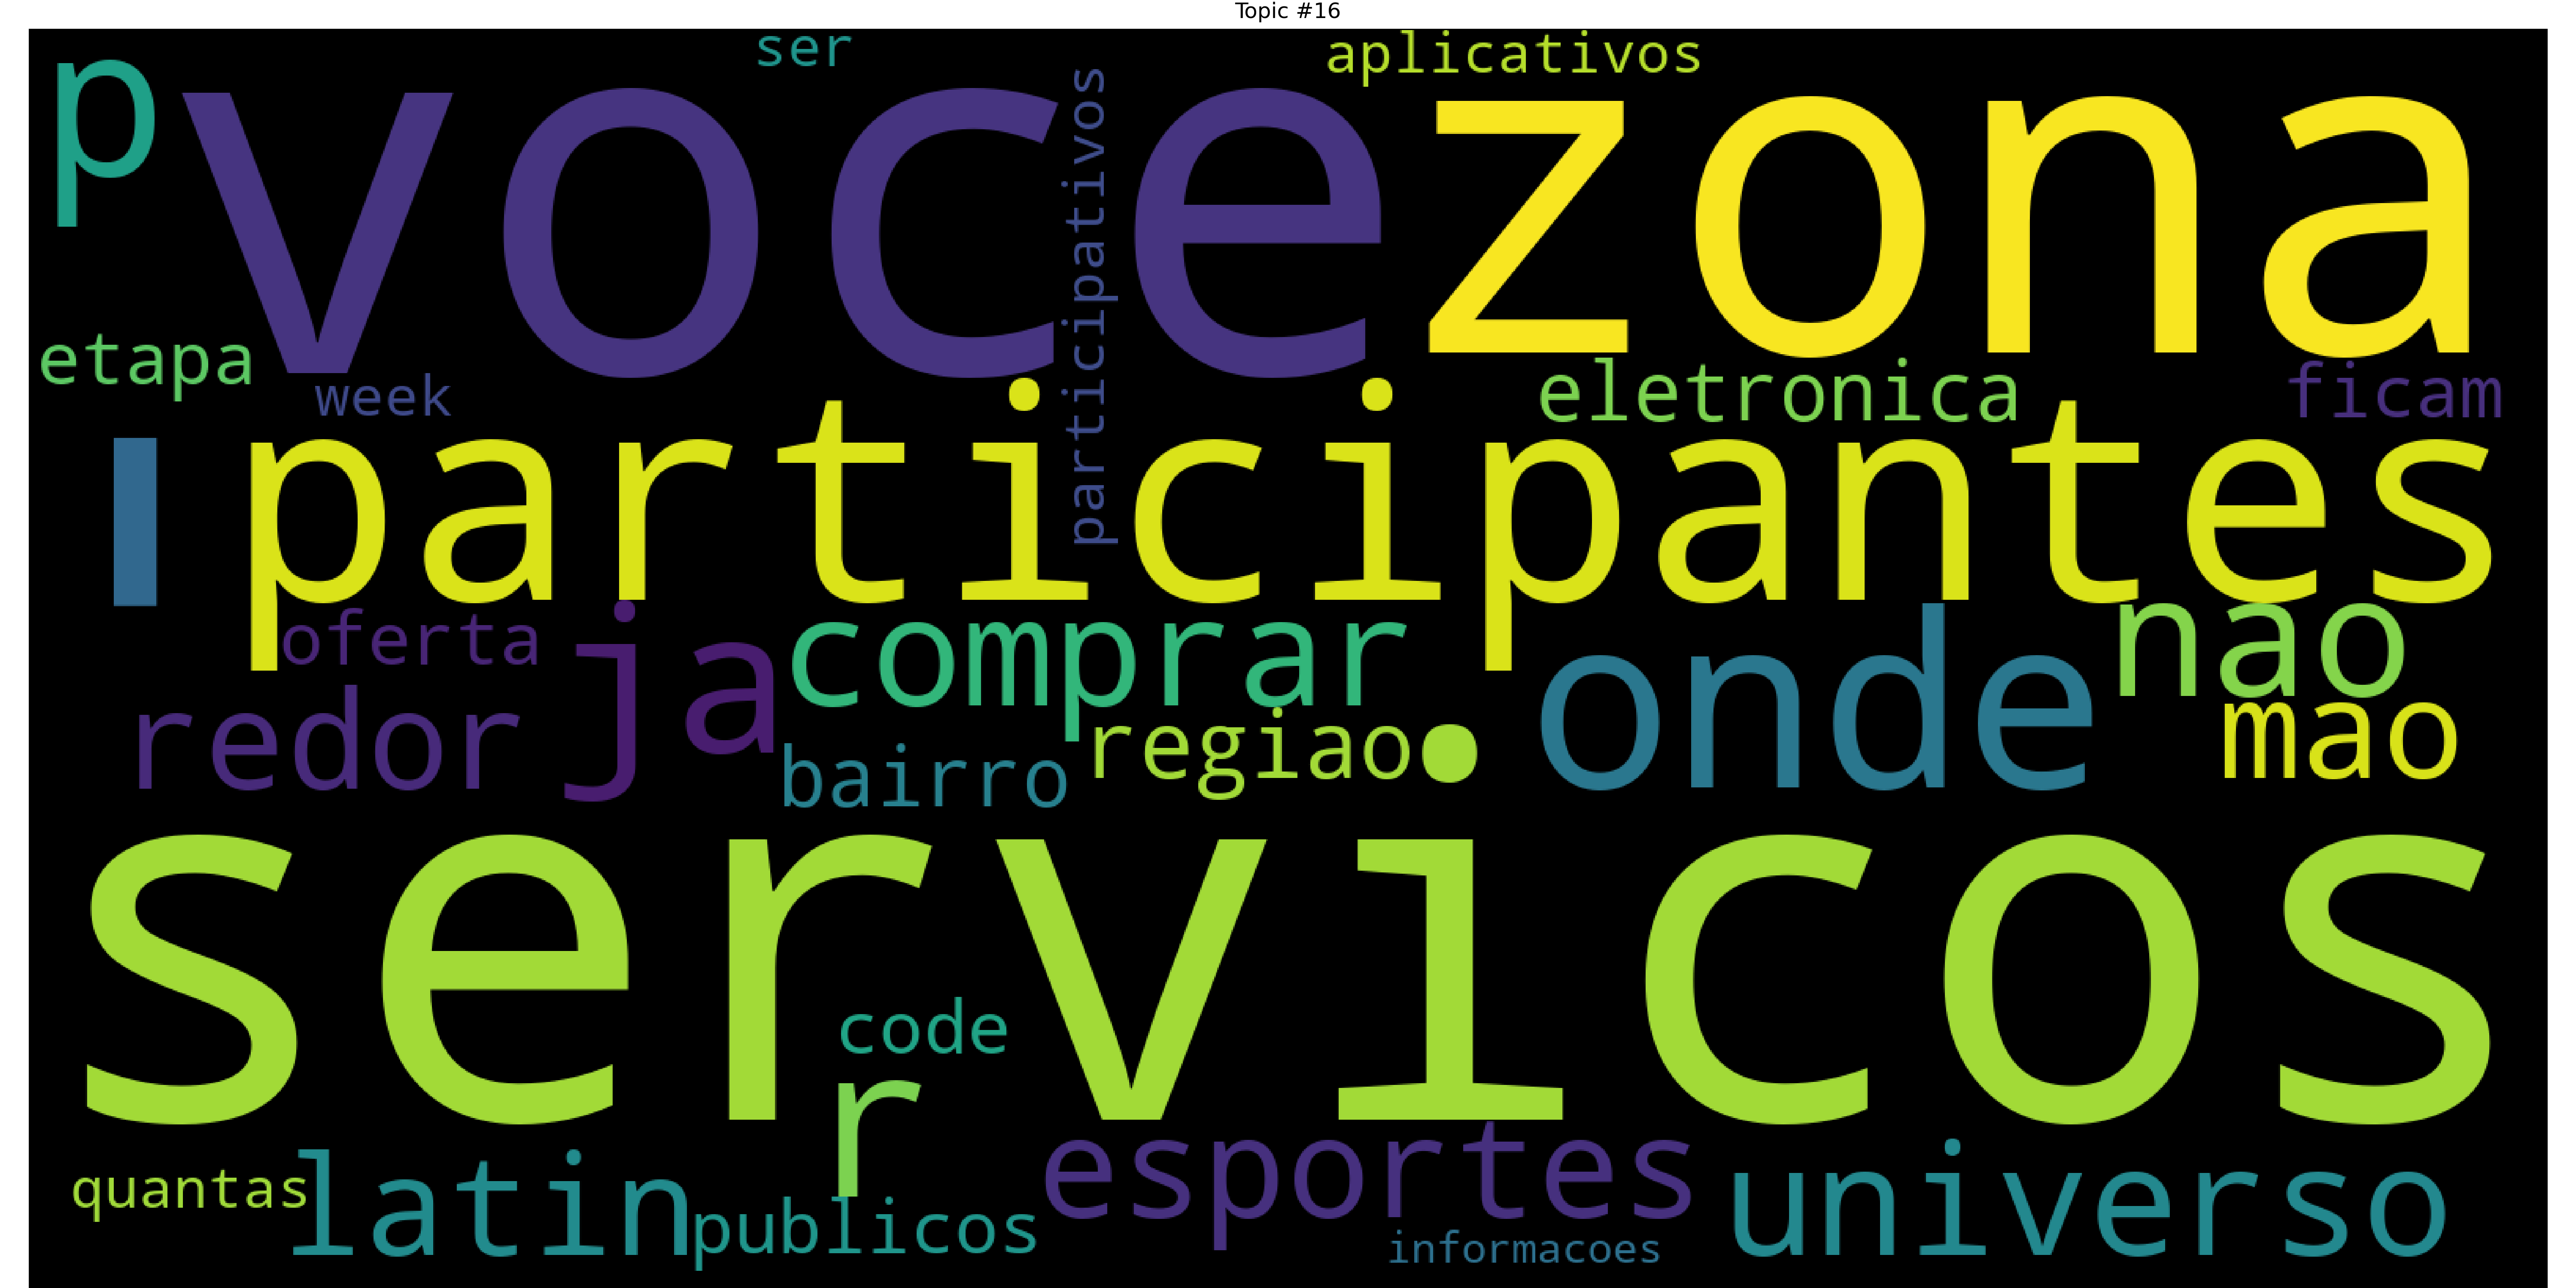 Topic #16
ser
aplicativos
p
voce
zona
participativos
etapa
week
eletronica
ficam
participantes
oferta
ja
comprar
onde
nao
redor
bairro
regiao
mao
servicos
code
r
quantas
latin
publicos
esportes
universo
informacoes